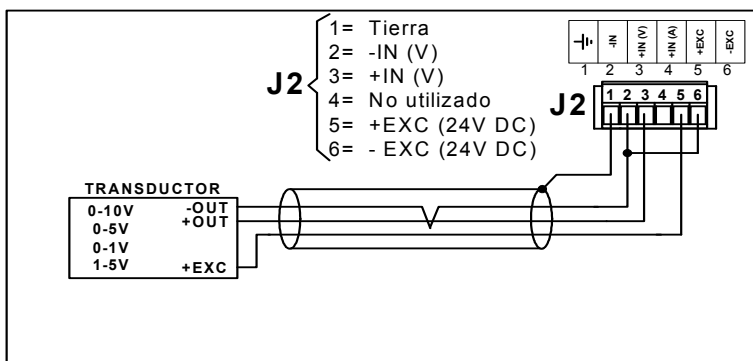 J2
1= Tierra
2= -IN (V)
3= +IN (V)
4= No utilizado
5= +EXC (24V DC)
6= - EXC (24V DC)
-IN
+IN (V)
+IN (A)
+EXC
-EXC
1 2 3 4 5 6
J2
1 2 3 4 5 6
TRANSDUCTOR
0-10V -OUT
0-5V +OUT
0-1V
1-5V +EXC